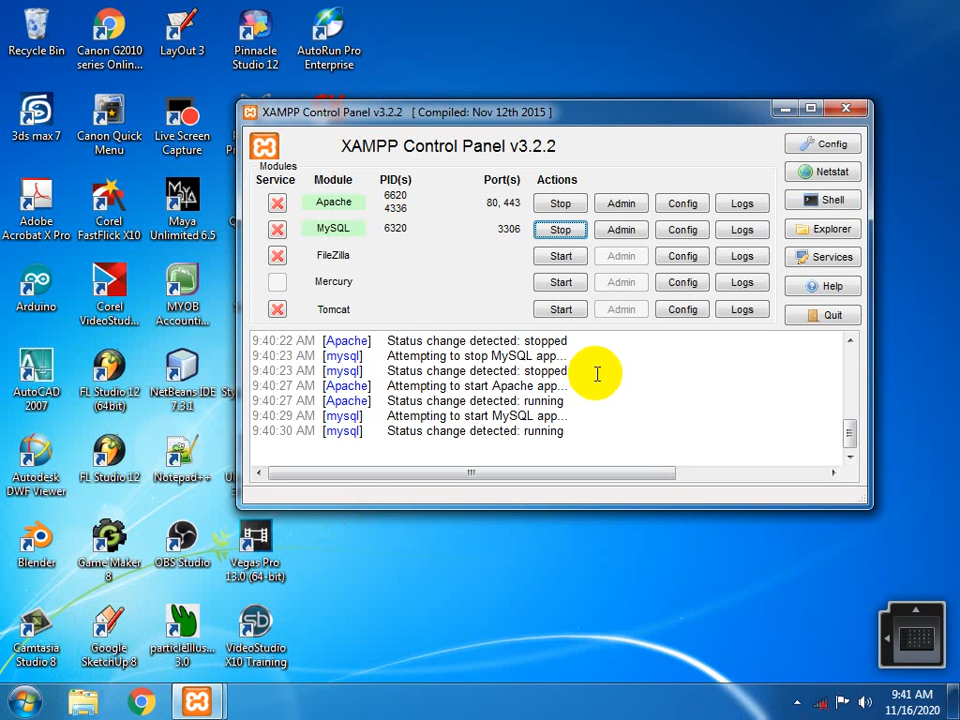 Recycle Bin
Canon G2010
series Onlin...
LayOut 3
Pinnacle
Studio 12
AutoRun Pro
Enterprise
3ds max 7
Canon Quick
Menu
Live Screen
Capture
Adobe
Acrobat X Pro
Corel
FastFlick X10
Maya
Unlimited 6.5
Arduino
Corel
VideoStud...
MYOB
Accounti...
AutoCAD
2007
FL Studio 12
(64bit)
NetBeans IDE
7.3.1
Autodesk
DWF Viewer
FL Studio 12
Notepad++
Blender
Game Maker
8
OBS Studio
Vegas Pro
13.0 (64-bit)
Camtasia
Studio 8
Google
SketchUp 8
particleIllus...
3.0
VideoStudio
X10 Training
XAMPP Control Panel v3.2.2 [ Compiled: Nov 12th 2015 ]
XAMPP Control Panel v3.2.2
Modules
Service Module PID(s) Port(s) Actions
Apache 6620
4336 80, 443 Stop Admin Config Logs
MySQL 6320 3306 Stop Admin Config Logs
FileZilla Start Admin Config Logs
Mercury Start Admin Config Logs
Tomcat Start Admin Config Logs
Config
Netstat
Shell
Explorer
Services
Help
Quit
9:40:22 AM [Apache] Status change detected: stopped
9:40:23 AM [mysql] Attempting to stop MySQL app...
9:40:23 AM [mysql] Status change detected: stopped
9:40:27 AM [Apache] Attempting to start Apache app...
9:40:27 AM [Apache] Status change detected: running
9:40:29 AM [mysql] Attempting to start MySQL app...
9:40:30 AM [mysql] Status change detected: running
9:41 AM
11/16/2020